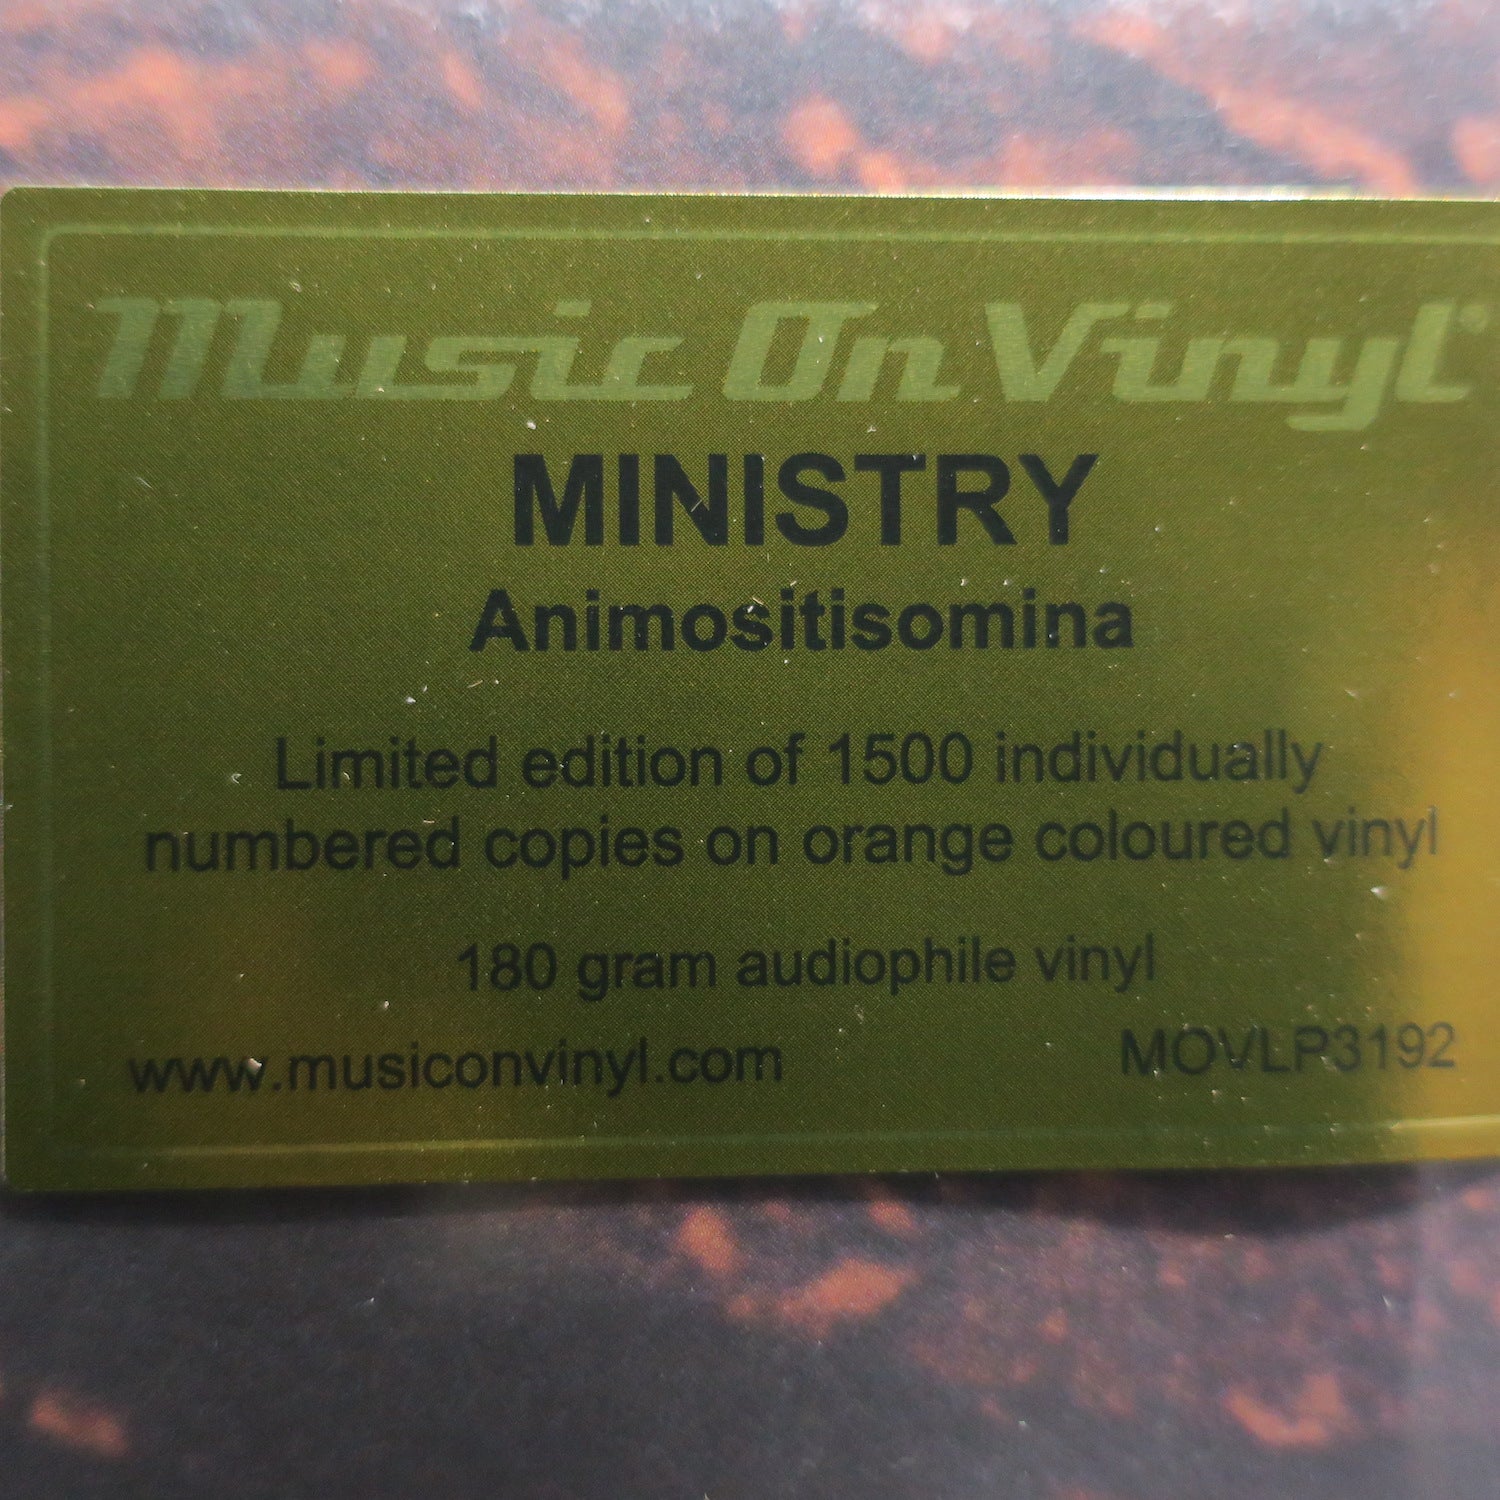 Music On Vinyl®
MINISTRY
Animositisomina
Limited edition of 1500 individually
numbered copies on orange coloured vinyl
180 gram audiophile vinyl
www.musiconvinyl.com
MOVLP3192